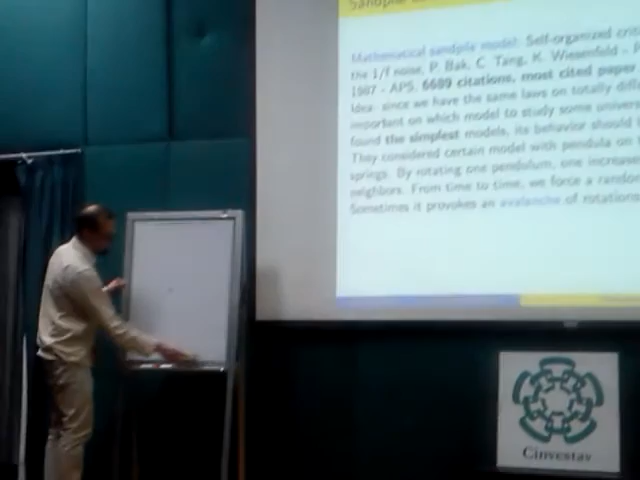 Mathematical sandpile model: Self-organized crit
the 1/f noise, P. Bak, C. Tang, K. Wiesenfeld - P
1987 - APS, 6689 citations, most cited paper
Idea: since we have the same laws on totally diff
important on which model to study some univers
found the simplest models, its behavior should
They considered certain model with pendula on
springs. By rotating one pendulum, one increase
neighbors. From time to time, we force a random
Sometimes it provokes an avalanche of rotations
Cinvestav